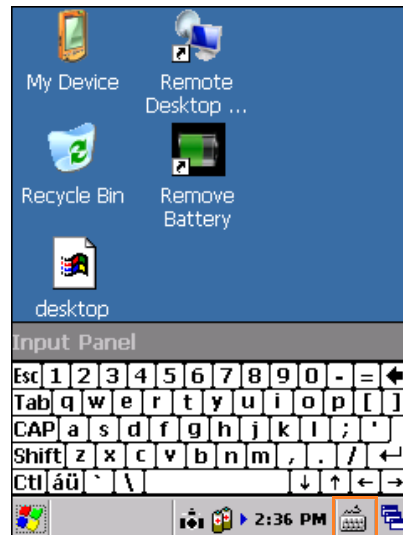 My Device Remote
Desktop ...
Recycle Bin Remove
Battery
desktop
Input Panel
Esc 1 2 3 4 5 6 7 8 9 0 - = 
Tab q w e r t y u i o p [ ]
CAP a s d f g h j k l ; '
Shift z x c v b n m , . / ↵
Ctl áü ` \ ↓ ↑ ← →
2:36 PM